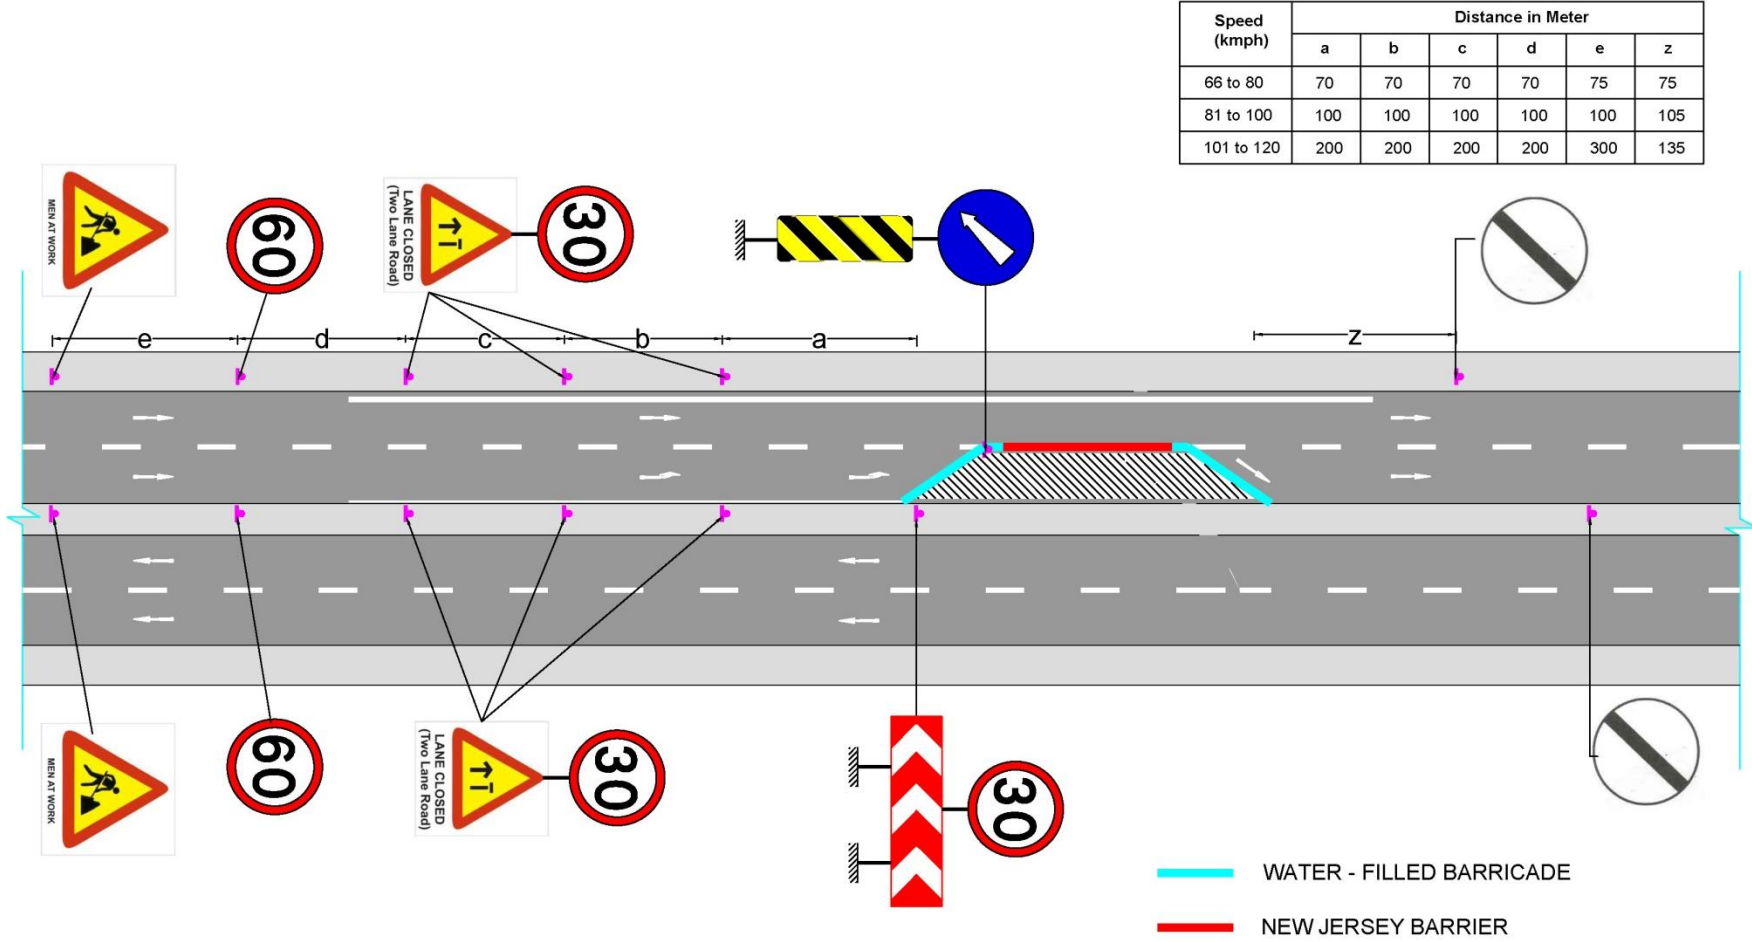 Speed
(kmph)
Distance in Meter
a b c d e z
66 to 80 70 70 70 70 75 75
81 to 100 100 100 100 100 100 105
101 to 120 200 200 200 200 300 135
MEN AT WORK
60
LANE CLOSED
(Two Lane Road)
30
e d c b a z
MEN AT WORK
60
LANE CLOSED
(Two Lane Road)
30
30
WATER - FILLED BARRICADE
NEW JERSEY BARRIER